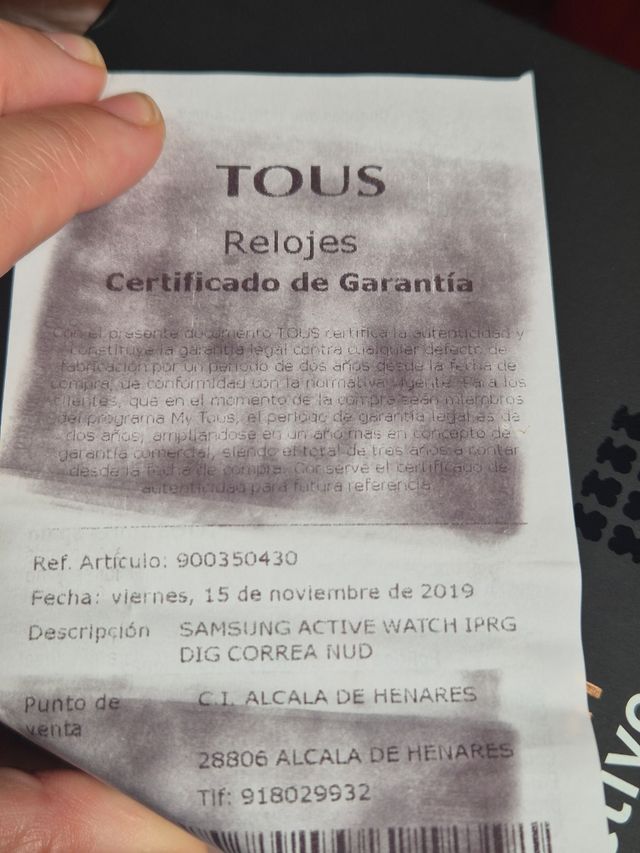 TOUS
Relojes
Certificado de Garantía
Con el presente documento TOUS certifica la autenticidad y
constituye la garantía legal contra cualquier defecto de
fabricación por un periodo de dos años desde la fecha de
compra, de conformidad con la normativa vigente. Para los
clientes, que en el momento de la compra sean miembros
del programa My Tous, el periodo de garantía legal es de
dos años, ampliandose en un año mas en concepto de
garantía comercial, siendo el total de tres años a contar
desde la fecha de compra. Conserve el certificado de
autenticidad para futura referencia.
Ref. Artículo: 900350430
Fecha: viernes, 15 de noviembre de 2019
Descripción SAMSUNG ACTIVE WATCH IPRG
DIG CORREA NUD
Punto de venta C.I. ALCALA DE HENARES
28806 ALCALA DE HENARES
Tlf: 918029932